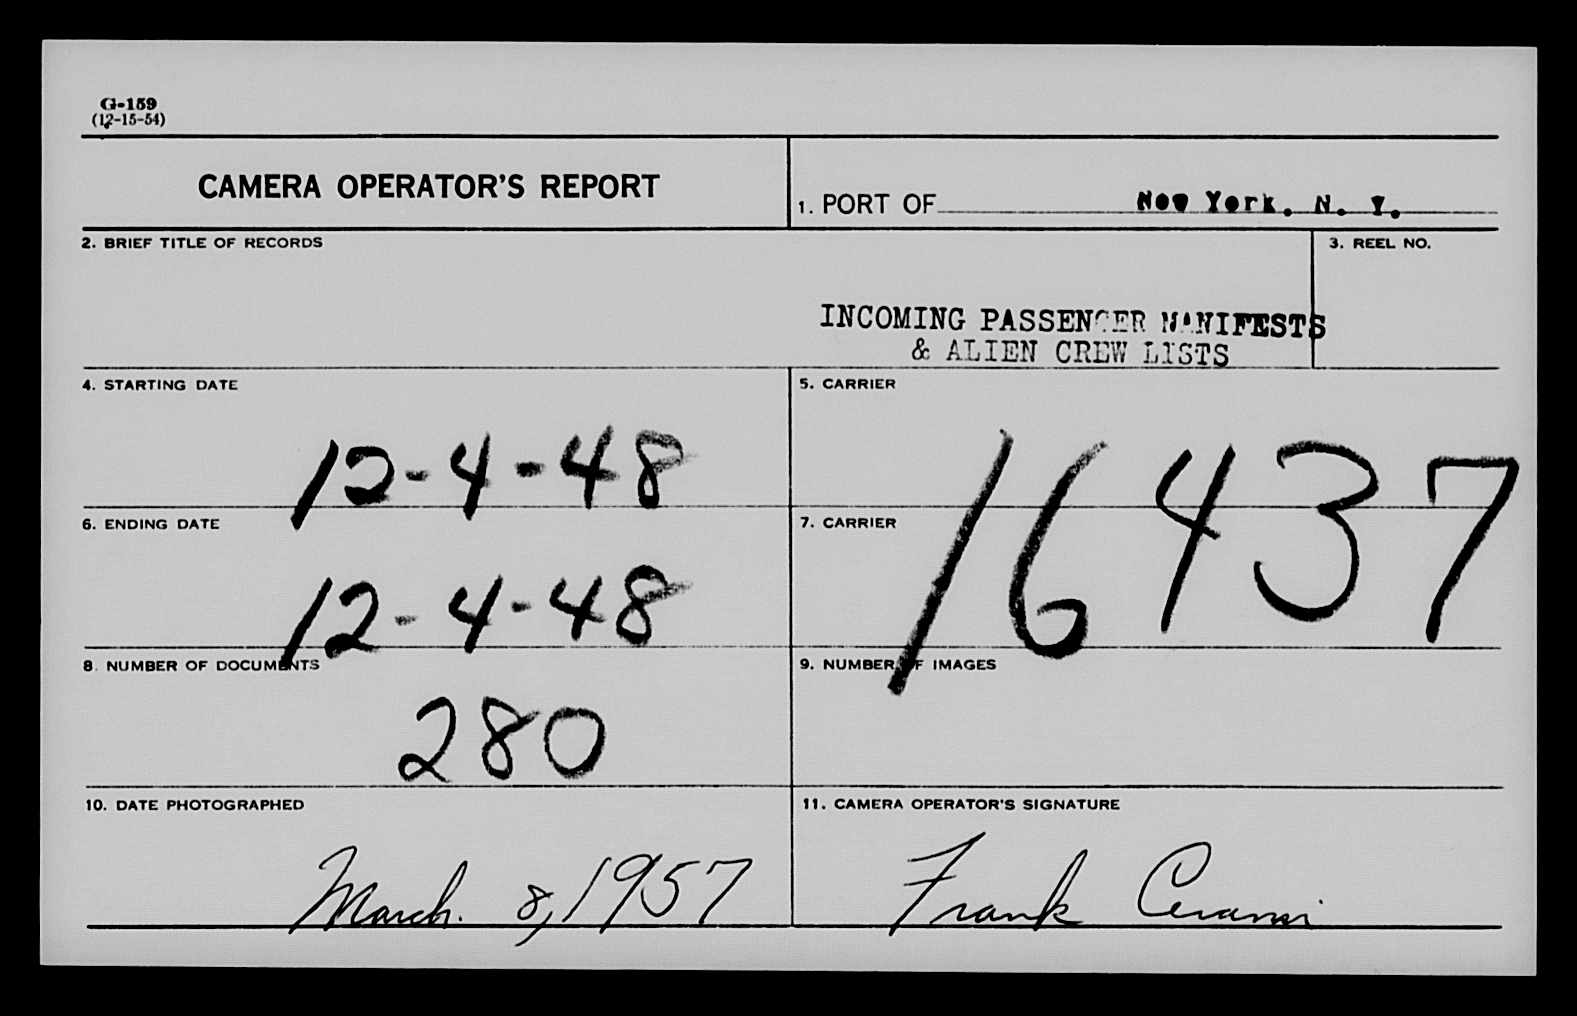 G-159
(12-15-54)
CAMERA OPERATOR'S REPORT
1. PORT OF New York, N. Y.
2. BRIEF TITLE OF RECORDS
3. REEL NO.
INCOMING PASSENGER MANIFESTS
& ALIEN CREW LISTS
4. STARTING DATE
12-4-48
5. CARRIER
16437
6. ENDING DATE
12-4-48
7. CARRIER
8. NUMBER OF DOCUMENTS
280
9. NUMBER OF IMAGES
10. DATE PHOTOGRAPHED
March. 8, 1957
11. CAMERA OPERATOR'S SIGNATURE
Frank